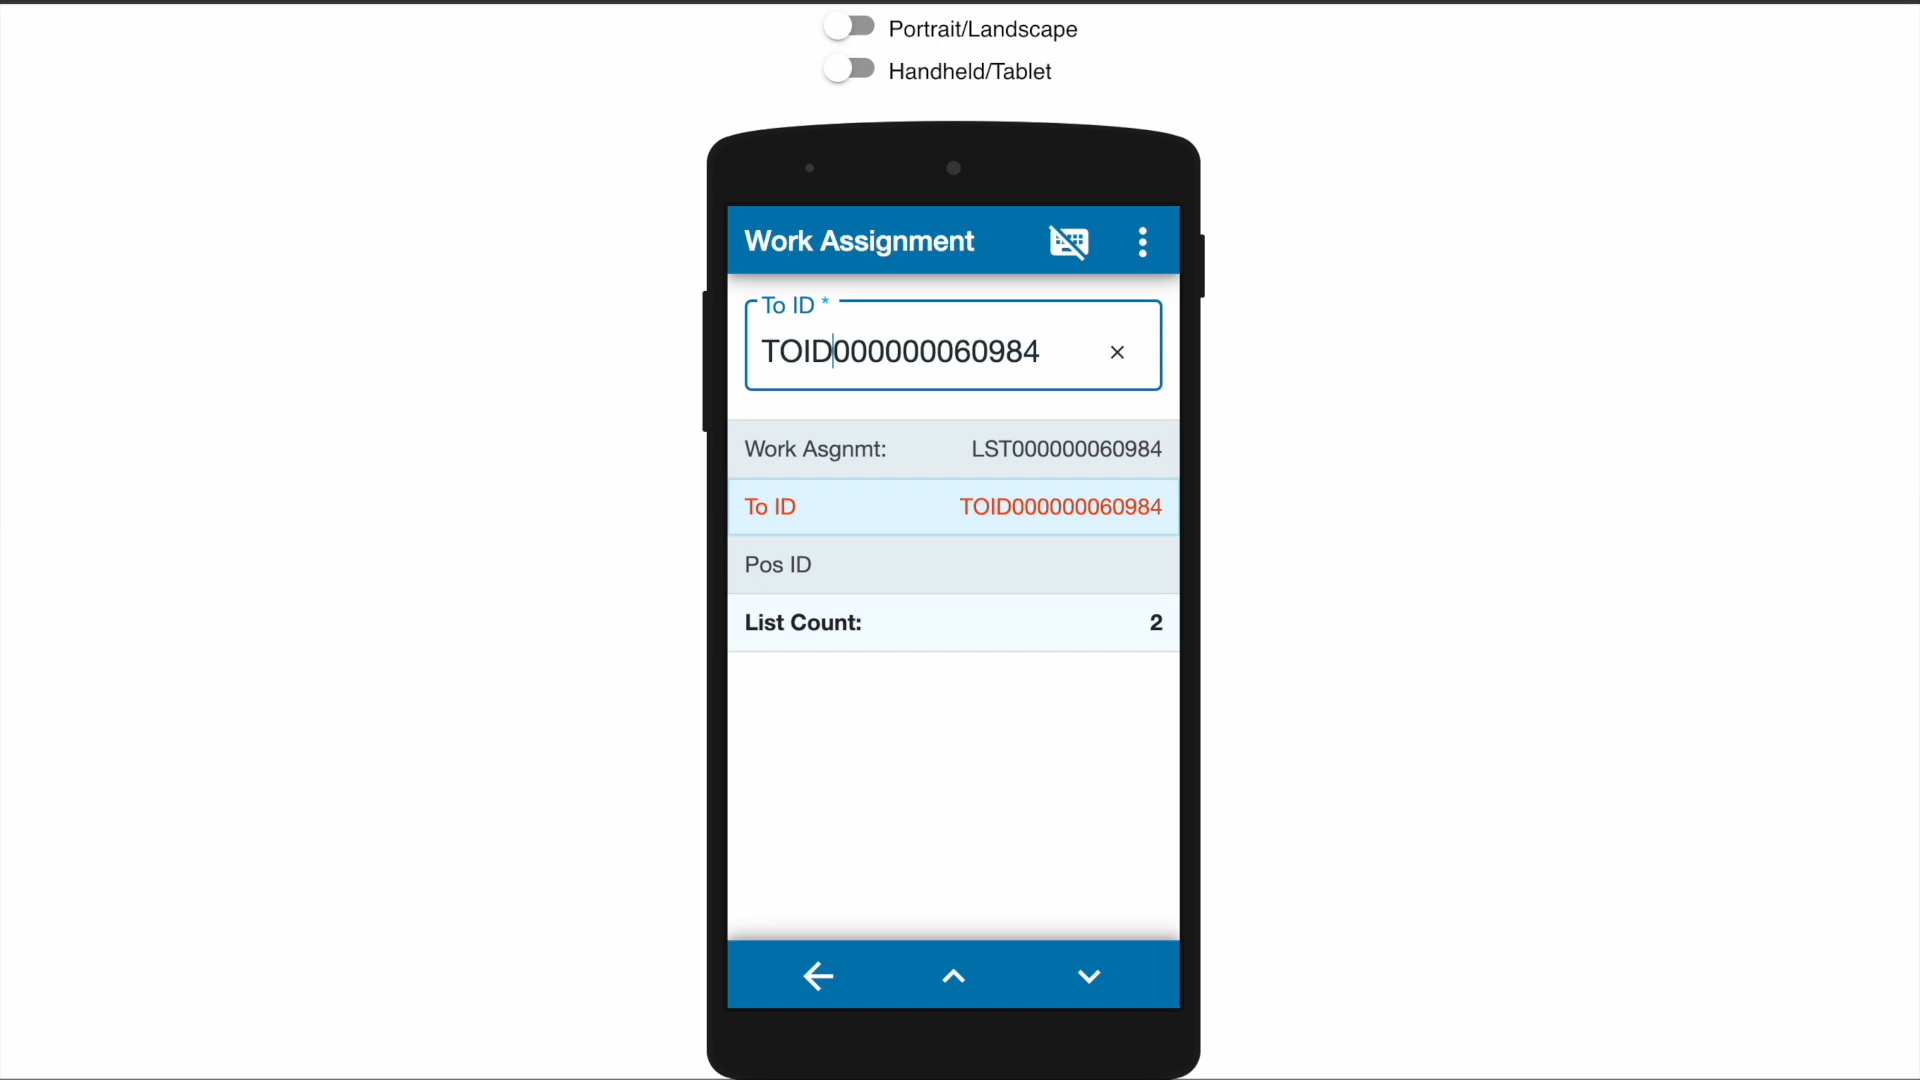 Portrait/Landscape
Handheld/Tablet
Work Assignment
To ID *
TOID000000060984
Work Asgnmt: LST000000060984
To ID TOID000000060984
Pos ID
List Count: 2